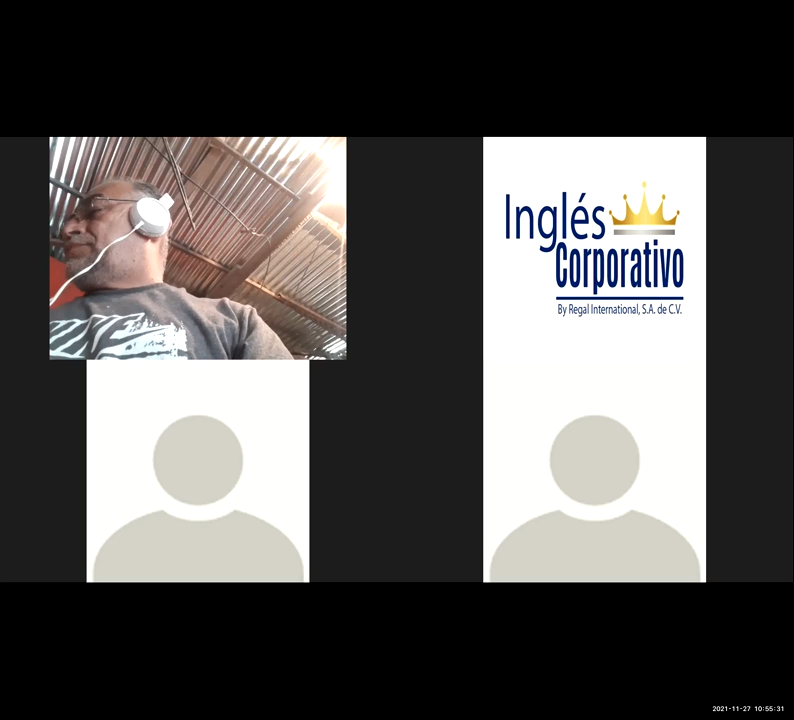 Inglés
Corporativo
By Regal International, S.A. de C.V.
2021-11-27 10:55:31